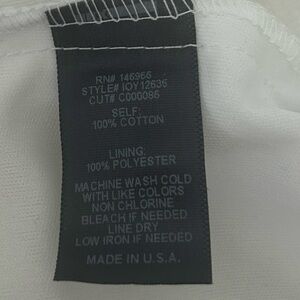 RN# 146966
STYLE# IOY12636
CUT# C000086
SELF:
100% COTTON
LINING:
100% POLYESTER
MACHINE WASH COLD
WITH LIKE COLORS
NON CHLORINE
BLEACH IF NEEDED
LINE DRY
LOW IRON IF NEEDED
MADE IN U.S.A.